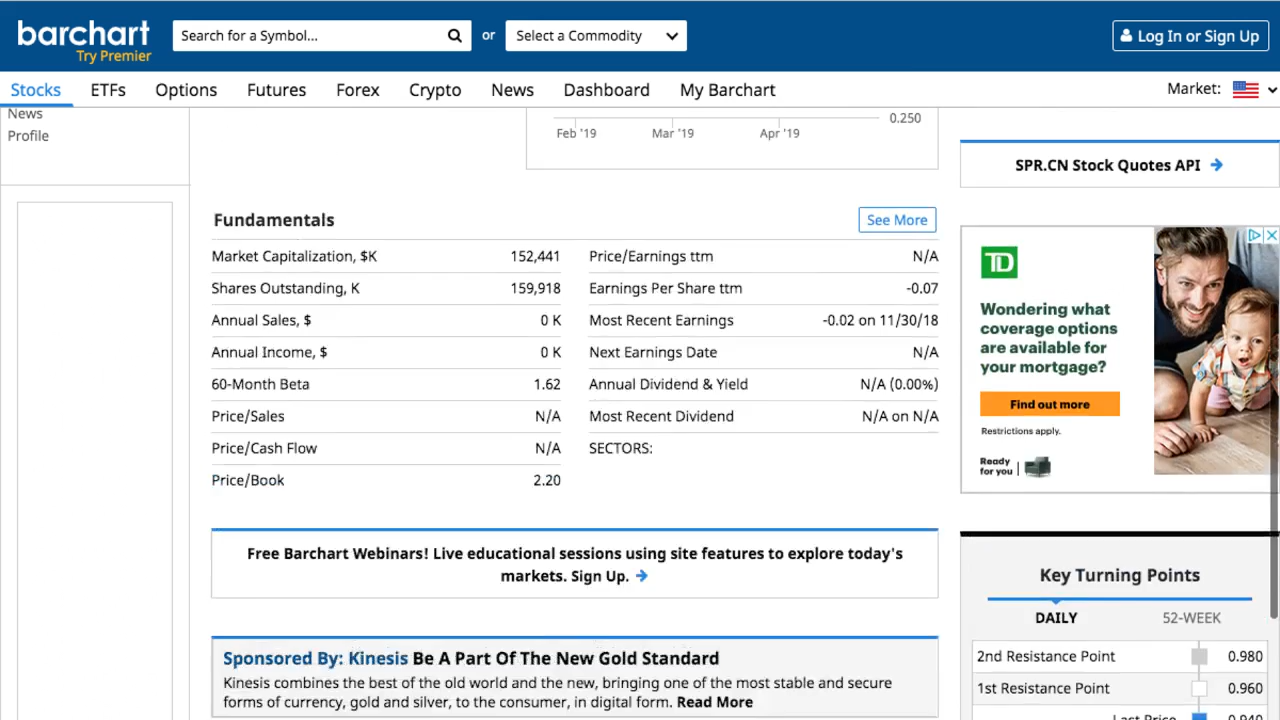 barchart
Try Premier
Search for a Symbol...
or
Select a Commodity
Log In or Sign Up
Stocks ETFs Options Futures Forex Crypto News Dashboard My Barchart
Market:
News
Profile
0.250
Feb '19 Mar '19 Apr '19
SPR.CN Stock Quotes API
Fundamentals
See More
Market Capitalization, $K 152,441
Shares Outstanding, K 159,918
Annual Sales, $ 0 K
Annual Income, $ 0 K
60-Month Beta 1.62
Price/Sales N/A
Price/Cash Flow N/A
Price/Book 2.20
Price/Earnings ttm N/A
Earnings Per Share ttm -0.07
Most Recent Earnings -0.02 on 11/30/18
Next Earnings Date N/A
Annual Dividend & Yield N/A (0.00%)
Most Recent Dividend N/A on N/A
SECTORS:
TD
Wondering what
coverage options
are available for
your mortgage?
Find out more
Restrictions apply.
Ready
for you
Free Barchart Webinars! Live educational sessions using site features to explore today's
markets. Sign Up.
Sponsored By: Kinesis Be A Part Of The New Gold Standard
Kinesis combines the best of the old world and the new, bringing one of the most stable and secure
forms of currency, gold and silver, to the consumer, in digital form. Read More
Key Turning Points
DAILY 52-WEEK
2nd Resistance Point 0.980
1st Resistance Point 0.960
Last Price 0.940